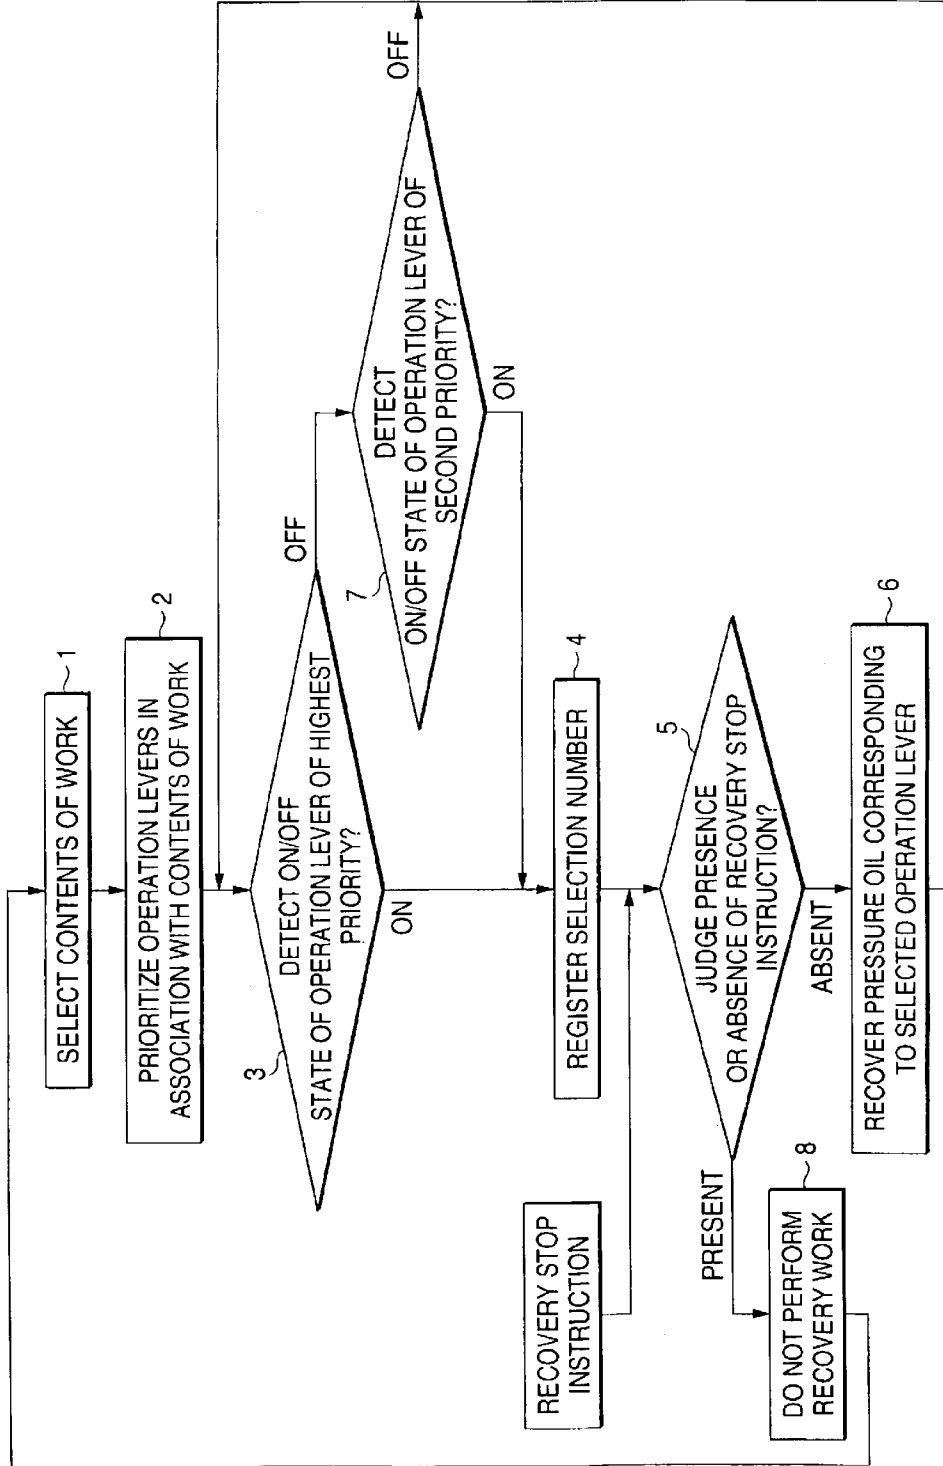 SELECT CONTENTS OF WORK
1
PRIORITIZE OPERATION LEVERS IN
ASSOCIATION WITH CONTENTS OF WORK
2
DETECT ON/OFF
STATE OF OPERATION LEVER OF HIGHEST
PRIORITY?
3
OFF
ON
DETECT
ON/OFF STATE OF OPERATION LEVER OF
SECOND PRIORITY?
7
OFF
ON
REGISTER SELECTION NUMBER
4
RECOVERY STOP
INSTRUCTION
JUDGE PRESENCE
OR ABSENCE OF RECOVERY STOP
INSTRUCTION?
5
PRESENT
ABSENT
DO NOT PERFORM
RECOVERY WORK
8
RECOVER PRESSURE OIL CORRESPONDING
TO SELECTED OPERATION LEVER
6